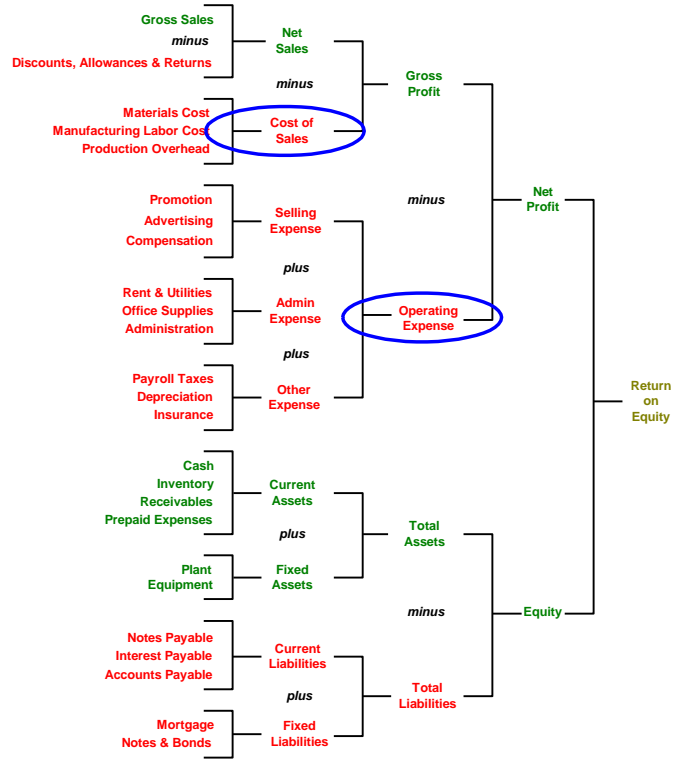 Gross Sales
minus
Discounts, Allowances & Returns
Net
Sales
minus
Materials Cost
Manufacturing Labor Cost
Production Overhead
Cost of
Sales
Gross
Profit
minus
Promotion
Advertising
Compensation
Selling
Expense
plus
Rent & Utilities
Office Supplies
Administration
Admin
Expense
plus
Payroll Taxes
Depreciation
Insurance
Other
Expense
Operating
Expense
Net
Profit
Cash
Inventory
Receivables
Prepaid Expenses
Current
Assets
plus
Plant
Equipment
Fixed
Assets
Total
Assets
minus
Notes Payable
Interest Payable
Accounts Payable
Current
Liabilities
plus
Mortgage
Notes & Bonds
Fixed
Liabilities
Total
Liabilities
Equity
Return
on
Equity